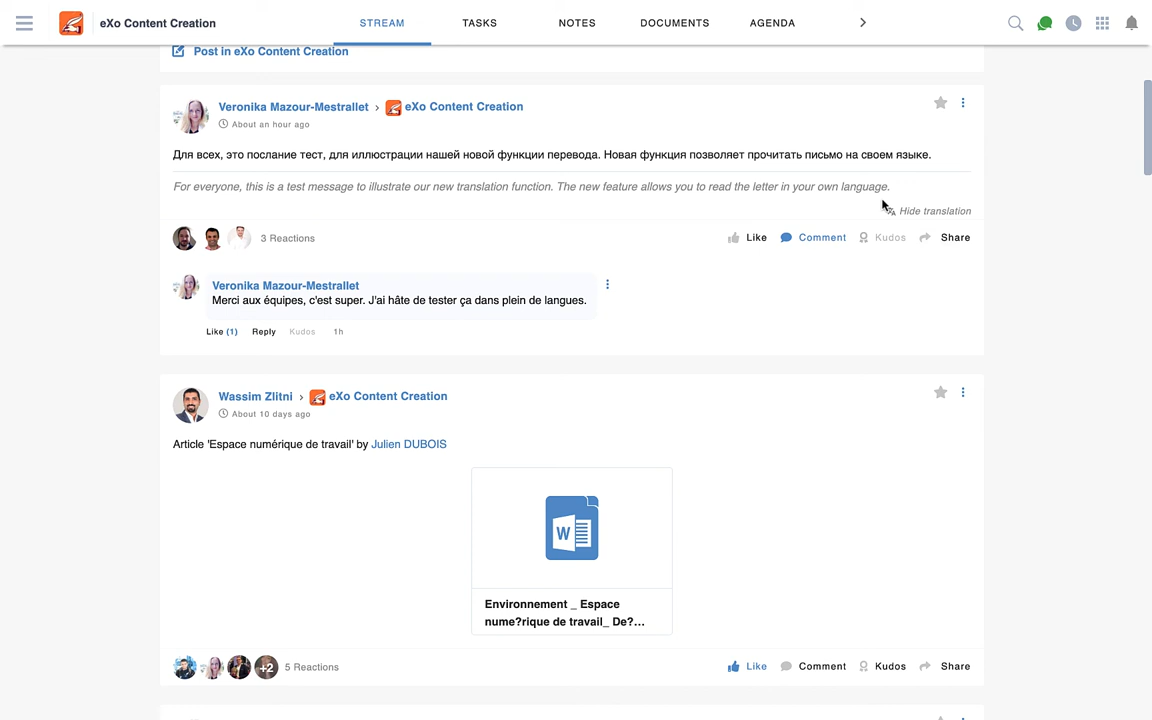 eXo Content Creation
STREAM
TASKS
NOTES
DOCUMENTS
AGENDA
Post in eXo Content Creation
Veronika Mazour-Mestrallet › eXo Content Creation
About an hour ago
Для всех, это послание тест, для иллюстрации нашей новой функции перевода. Новая функция позволяет прочитать письмо на своем языке.
For everyone, this is a test message to illustrate our new translation function. The new feature allows you to read the letter in your own language.
Hide translation
3 Reactions
Like Comment Kudos Share
Veronika Mazour-Mestrallet
Merci aux équipes, c'est super. J'ai hâte de tester ça dans plein de langues.
Like (1) Reply Kudos 1h
Wassim Zlitni › eXo Content Creation
About 10 days ago
Article 'Espace numérique de travail' by Julien DUBOIS
W
Environnement _ Espace
nume?rique de travail_ De?...
+2 5 Reactions
Like Comment Kudos Share